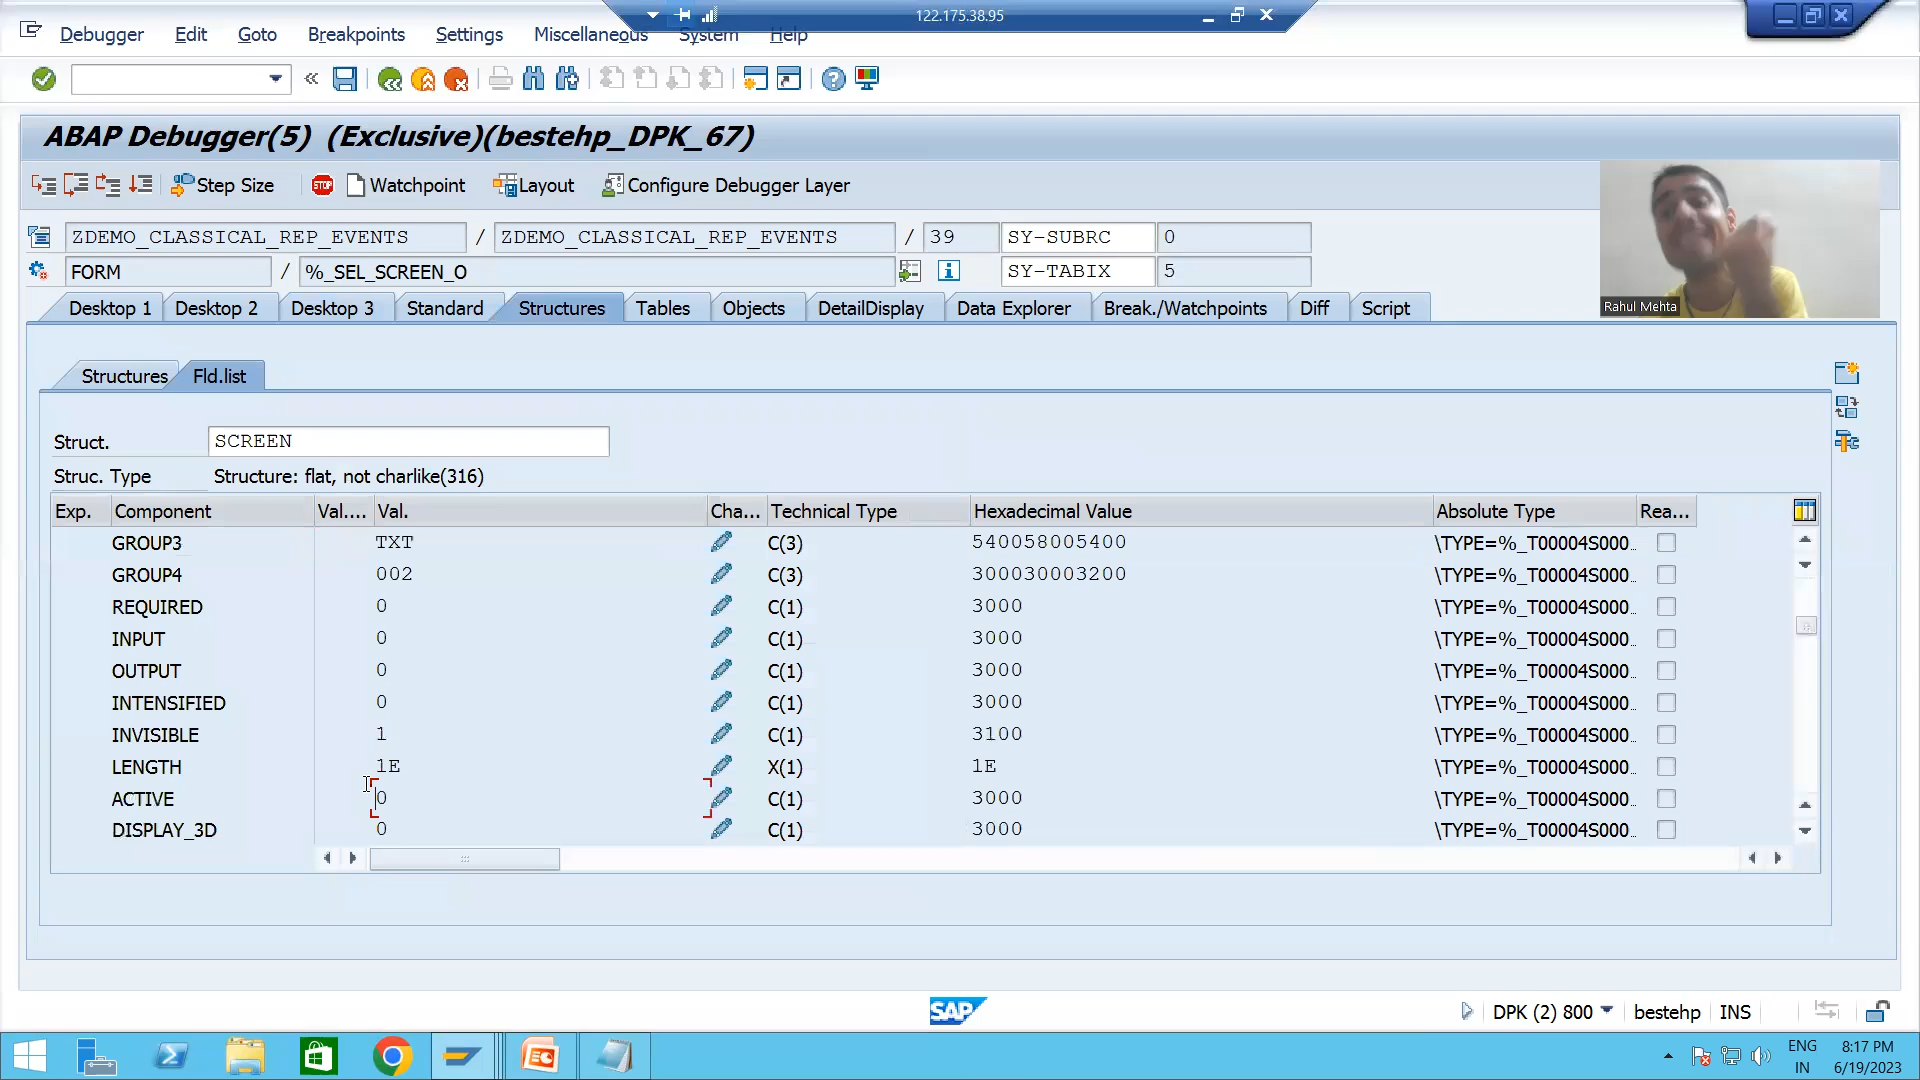 122.175.38.95
Debugger Edit Goto Breakpoints Settings Miscellaneous System Help
ABAP Debugger(5) (Exclusive)(bestehp_DPK_67)
Step Size STOP Watchpoint Layout Configure Debugger Layer
ZDEMO_CLASSICAL_REP_EVENTS / ZDEMO_CLASSICAL_REP_EVENTS / 39 SY-SUBRC 0
FORM / %_SEL_SCREEN_O SY-TABIX 5
Rahul Mehta
Desktop 1 Desktop 2 Desktop 3 Standard Structures Tables Objects DetailDisplay Data Explorer Break./Watchpoints Diff Script
Structures Fld.list
Struct. SCREEN
Struc. Type Structure: flat, not charlike(316)
Exp. Component Val.... Val. Cha... Technical Type Hexadecimal Value Absolute Type Rea...
GROUP3 TXT C(3) 540058005400 \TYPE=%_T00004S000...
GROUP4 002 C(3) 300030003200 \TYPE=%_T00004S000...
REQUIRED 0 C(1) 3000 \TYPE=%_T00004S000...
INPUT 0 C(1) 3000 \TYPE=%_T00004S000...
OUTPUT 0 C(1) 3000 \TYPE=%_T00004S000...
INTENSIFIED 0 C(1) 3000 \TYPE=%_T00004S000...
INVISIBLE 1 C(1) 3100 \TYPE=%_T00004S000...
LENGTH 1E X(1) 1E \TYPE=%_T00004S000...
ACTIVE 0 C(1) 3000 \TYPE=%_T00004S000...
DISPLAY_3D 0 C(1) 3000 \TYPE=%_T00004S000...
SAP DPK (2) 800 bestehp INS
ENG 8:17 PM
IN 6/19/2023